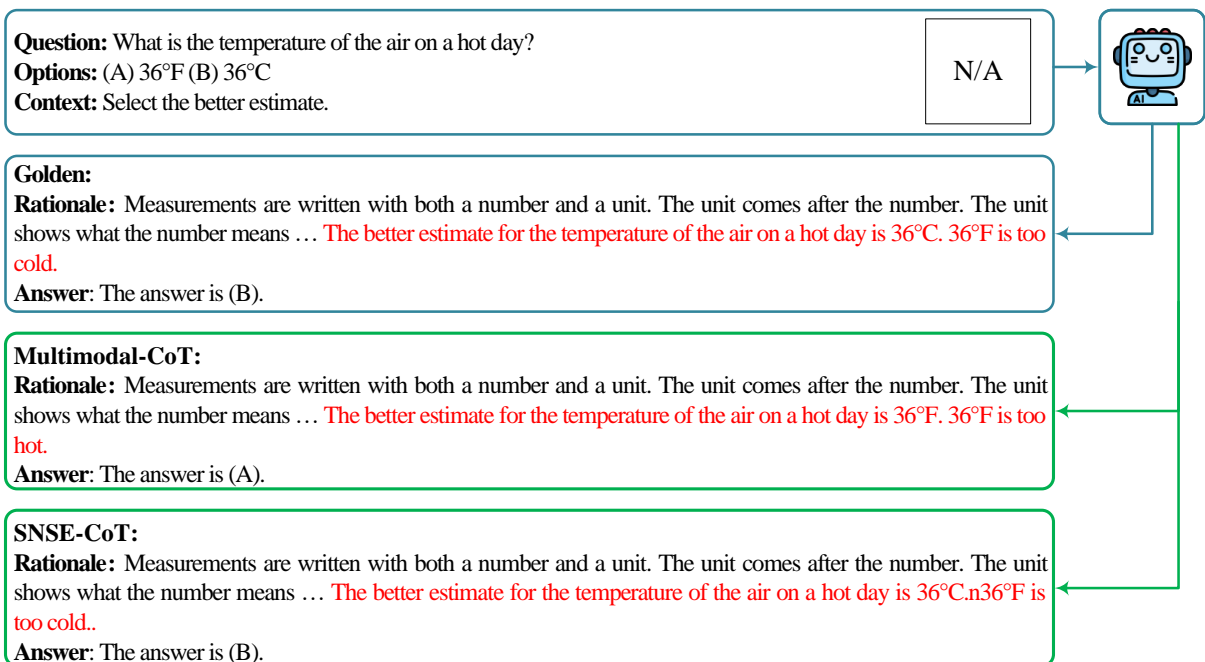 Question: What is the temperature of the air on a hot day?
Options: (A) 36°F (B) 36°C
Context: Select the better estimate.
N/A
AI
Golden:
Rationale: Measurements are written with both a number and a unit. The unit comes after the number. The unit
shows what the number means … The better estimate for the temperature of the air on a hot day is 36°C. 36°F is too
cold.
Answer: The answer is (B).
Multimodal-CoT:
Rationale: Measurements are written with both a number and a unit. The unit comes after the number. The unit
shows what the number means … The better estimate for the temperature of the air on a hot day is 36°F. 36°F is too
hot.
Answer: The answer is (A).
SNSE-CoT:
Rationale: Measurements are written with both a number and a unit. The unit comes after the number. The unit
shows what the number means … The better estimate for the temperature of the air on a hot day is 36°C.n36°F is
too cold..
Answer: The answer is (B).